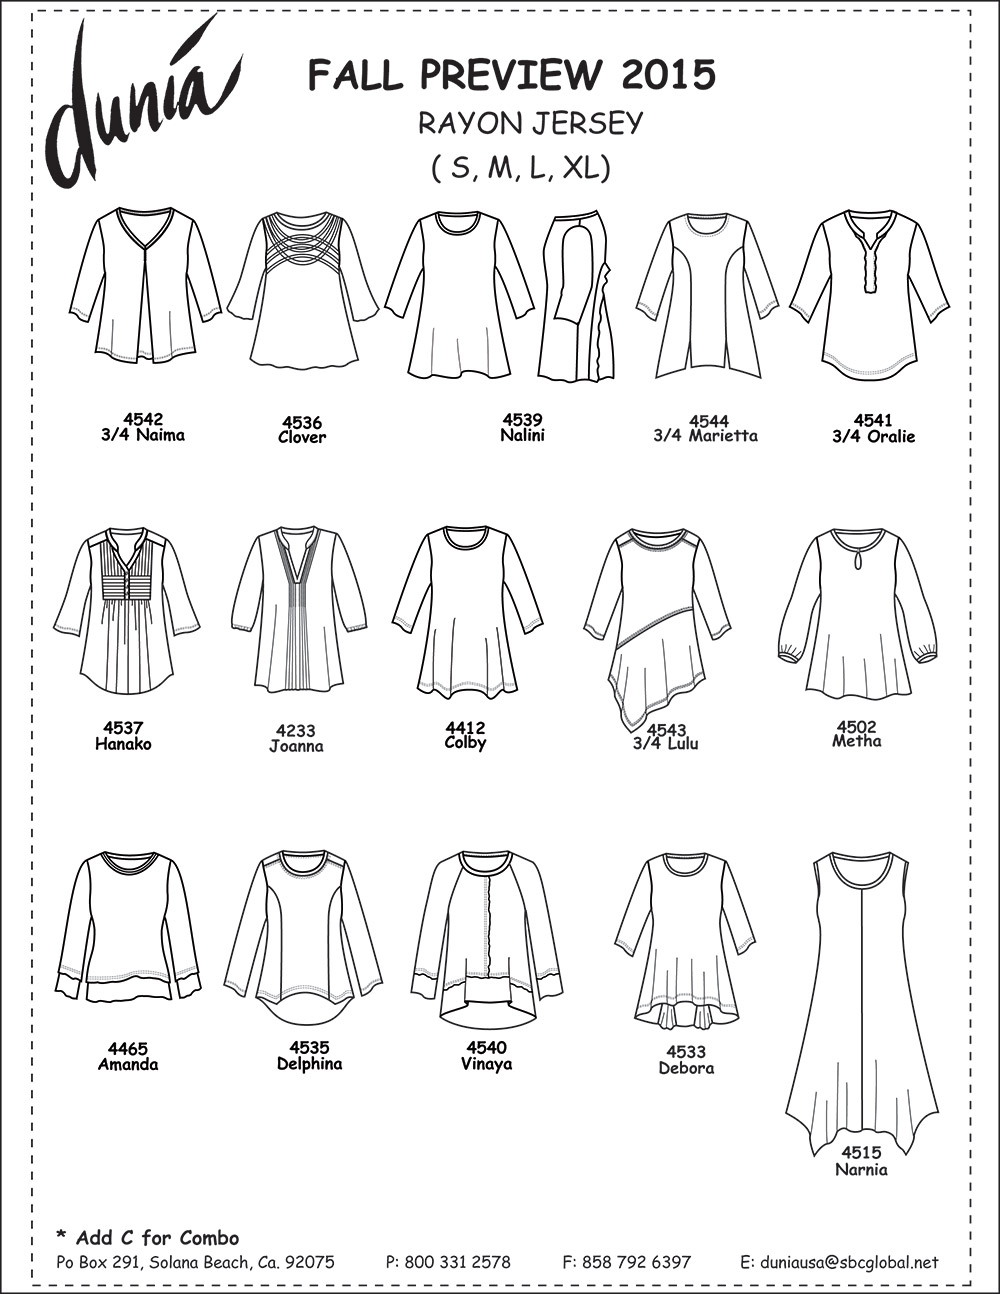 dunía
FALL PREVIEW 2015
RAYON JERSEY
( S, M, L, XL)
4542
3/4 Naima
4536
Clover
4539
Nalini
4544
3/4 Marietta
4541
3/4 Oralie
4537
Hanako
4233
Joanna
4412
Colby
4543
3/4 Lulu
4502
Metha
4465
Amanda
4535
Delphina
4540
Vinaya
4533
Debora
4515
Narnia
* Add C for Combo
Po Box 291, Solana Beach, Ca. 92075 P: 800 331 2578 F: 858 792 6397 E: duniausa@sbcglobal.net